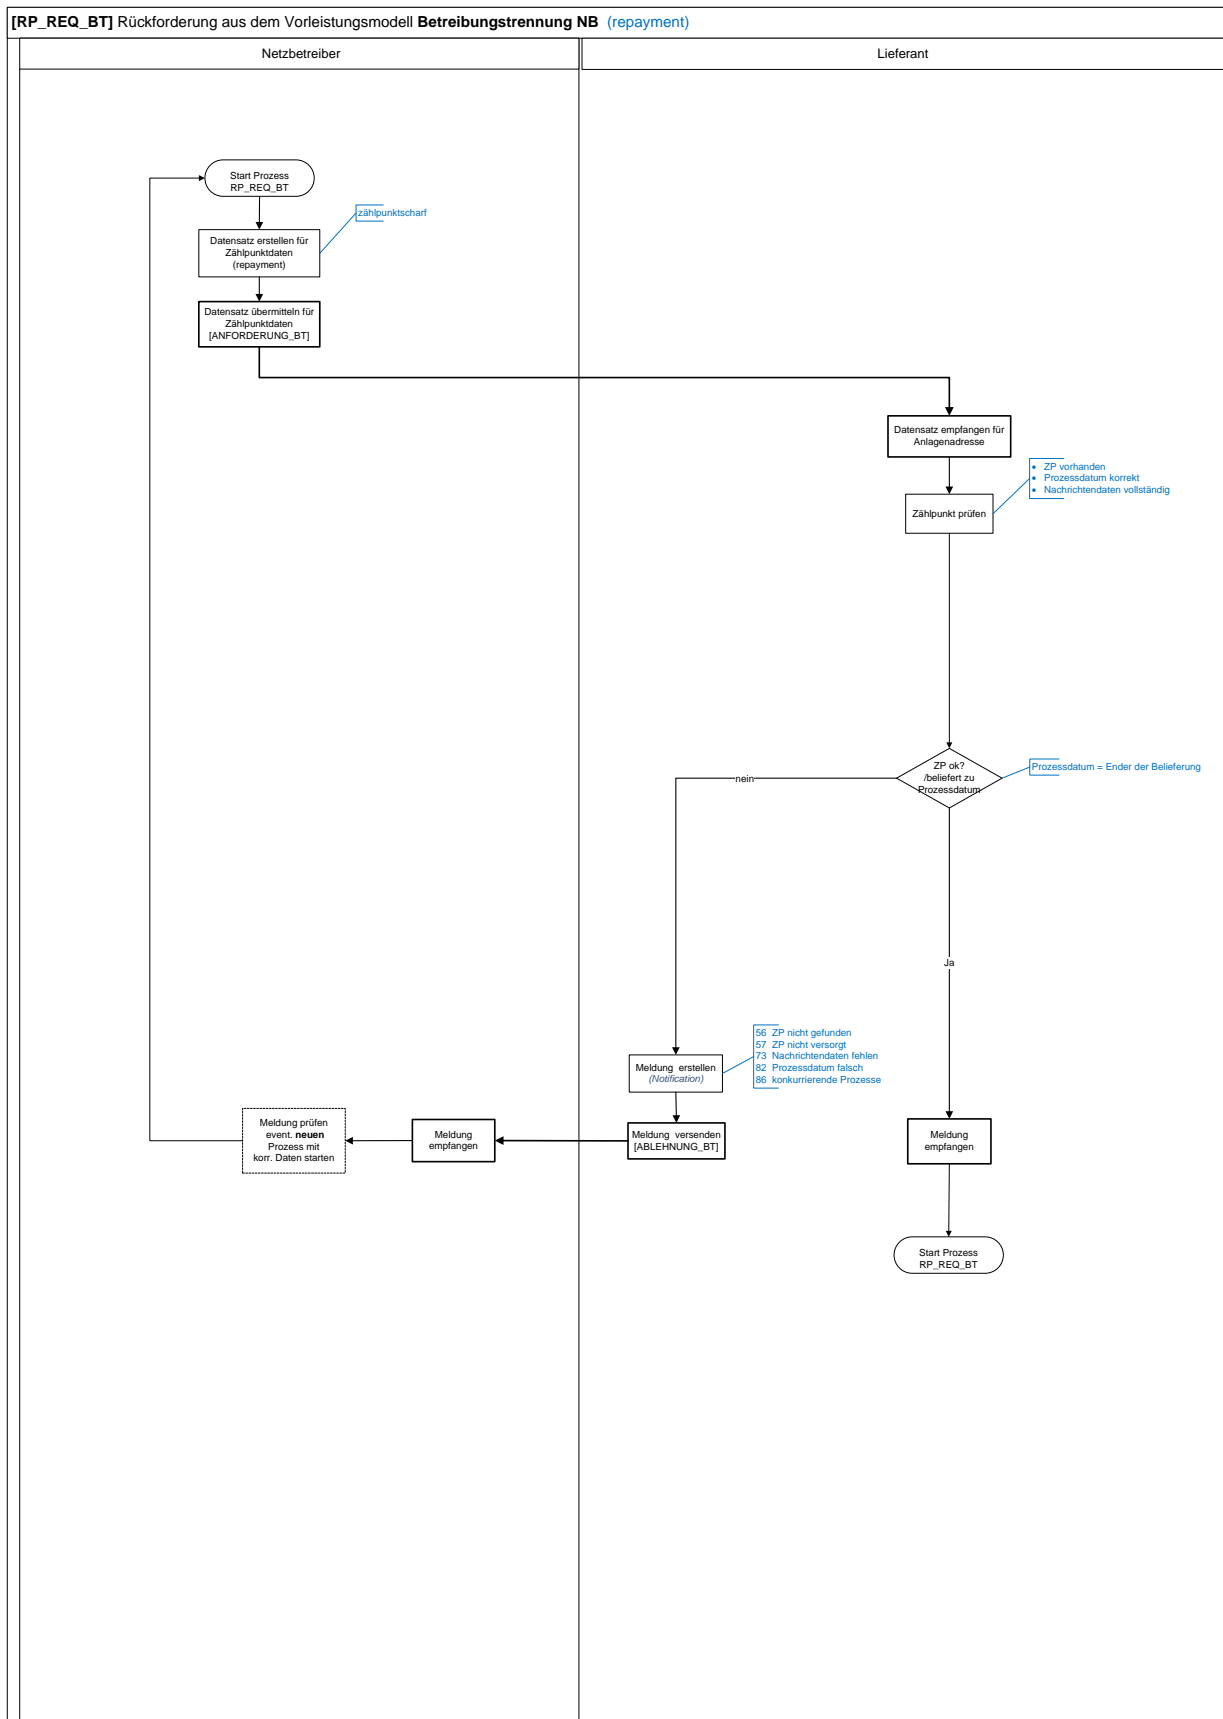 [RP_REQ_BT] Rückforderung aus dem Vorleistungsmodell Betreibungstrennung NB (repayment)
Netzbetreiber
Lieferant
Start Prozess
RP_REQ_BT
zählpunktscharf
Datensatz erstellen für
Zählpunktdaten
(repayment)
Datensatz übermitteln für
Zählpunktdaten
[ANFORDERUNG_BT]
Datensatz empfangen für
Anlagenadresse
• ZP vorhanden
• Prozessdatum korrekt
• Nachrichtendaten vollständig
Zählpunkt prüfen
ZP ok?
/beliefert zu
Prozessdatum
Prozessdatum = Ender der Belieferung
nein
Ja
56 ZP nicht gefunden
57 ZP nicht versorgt
73 Nachrichtendaten fehlen
82 Prozessdatum falsch
86 konkurrierende Prozesse
Meldung erstellen
(Notification)
Meldung versenden
[ABLEHNUNG_BT]
Meldung
empfangen
Meldung prüfen
event. neuen
Prozess mit
korr. Daten starten
Meldung
empfangen
Start Prozess
RP_REQ_BT